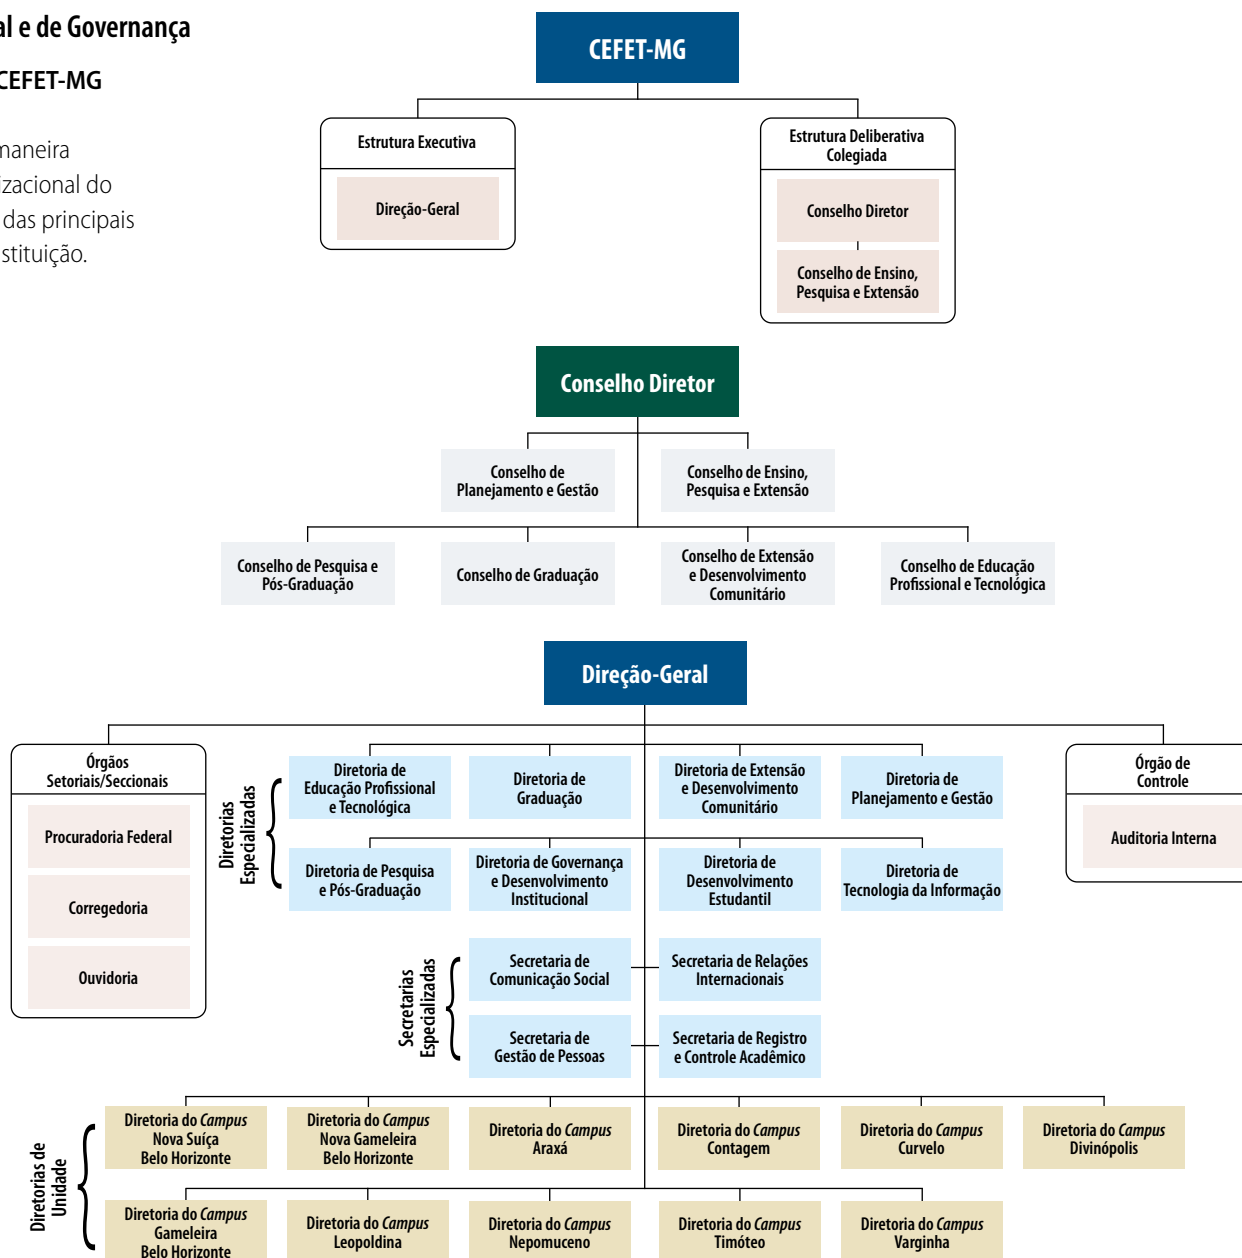 al e de Governança
CEFET-MG
maneira
izacional do
das principais
stituição.
CEFET-MG
Estrutura Executiva
Direção-Geral
Estrutura Deliberativa
Colegiada
Conselho Diretor
Conselho de Ensino,
Pesquisa e Extensão
Conselho Diretor
Conselho de
Planejamento e Gestão
Conselho de Ensino,
Pesquisa e Extensão
Conselho de Pesquisa e
Pós-Graduação
Conselho de Graduação
Conselho de Extensão
e Desenvolvimento
Comunitário
Conselho de Educação
Profissional e Tecnológica
Direção-Geral
Órgãos
Setoriais/Seccionais
Procuradoria Federal
Corregedoria
Ouvidoria
Diretorias
Especializadas
Diretoria de
Educação Profissional
e Tecnológica
Diretoria de
Graduação
Diretoria de Extensão
e Desenvolvimento
Comunitário
Diretoria de
Planejamento e Gestão
Diretoria de Pesquisa
e Pós-Graduação
Diretoria de Governança
e Desenvolvimento
Institucional
Diretoria de
Desenvolvimento
Estudantil
Diretoria de
Tecnologia da Informação
Órgão de
Controle
Auditoria Interna
Secretarias
Especializadas
Secretaria de
Comunicação Social
Secretaria de Relações
Internacionais
Secretaria de
Gestão de Pessoas
Secretaria de Registro
e Controle Acadêmico
Diretorias de
Unidade
Diretoria do Campus
Nova Suíça
Belo Horizonte
Diretoria do Campus
Nova Gameleira
Belo Horizonte
Diretoria do Campus
Araxá
Diretoria do Campus
Contagem
Diretoria do Campus
Curvelo
Diretoria do Campus
Divinópolis
Diretoria do Campus
Gameleira
Belo Horizonte
Diretoria do Campus
Leopoldina
Diretoria do Campus
Nepomuceno
Diretoria do Campus
Timóteo
Diretoria do Campus
Varginha